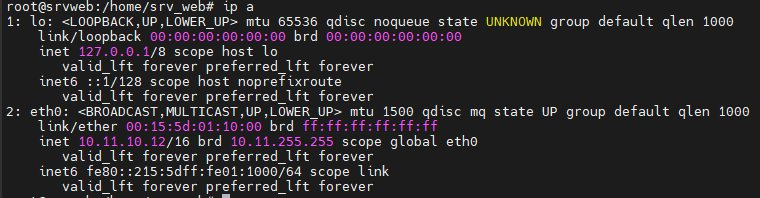 root@srvweb:/home/srv_web# ip a
1: lo: <LOOPBACK,UP,LOWER_UP> mtu 65536 qdisc noqueue state UNKNOWN group default qlen 1000
    link/loopback 00:00:00:00:00:00 brd 00:00:00:00:00:00
    inet 127.0.0.1/8 scope host lo
       valid_lft forever preferred_lft forever
    inet6 ::1/128 scope host noprefixroute
       valid_lft forever preferred_lft forever
2: eth0: <BROADCAST,MULTICAST,UP,LOWER_UP> mtu 1500 qdisc mq state UP group default qlen 1000
    link/ether 00:15:5d:01:10:00 brd ff:ff:ff:ff:ff:ff
    inet 10.11.10.12/16 brd 10.11.255.255 scope global eth0
       valid_lft forever preferred_lft forever
    inet6 fe80::215:5dff:fe01:1000/64 scope link
       valid_lft forever preferred_lft forever